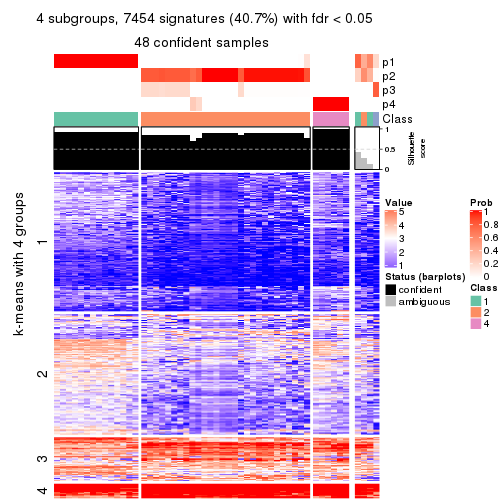 4 subgroups, 7454 signatures (40.7%) with fdr < 0.05
48 confident samples
p1
p2
p3
p4
Class
1
0.5
0
Silhouette
score
k-means with 4 groups
1
2
3
4
Value
5
4
3
2
1
Status (barplots)
confident
ambiguous
Prob
1
0.8
0.6
0.4
0.2
0
Class
1
2
4